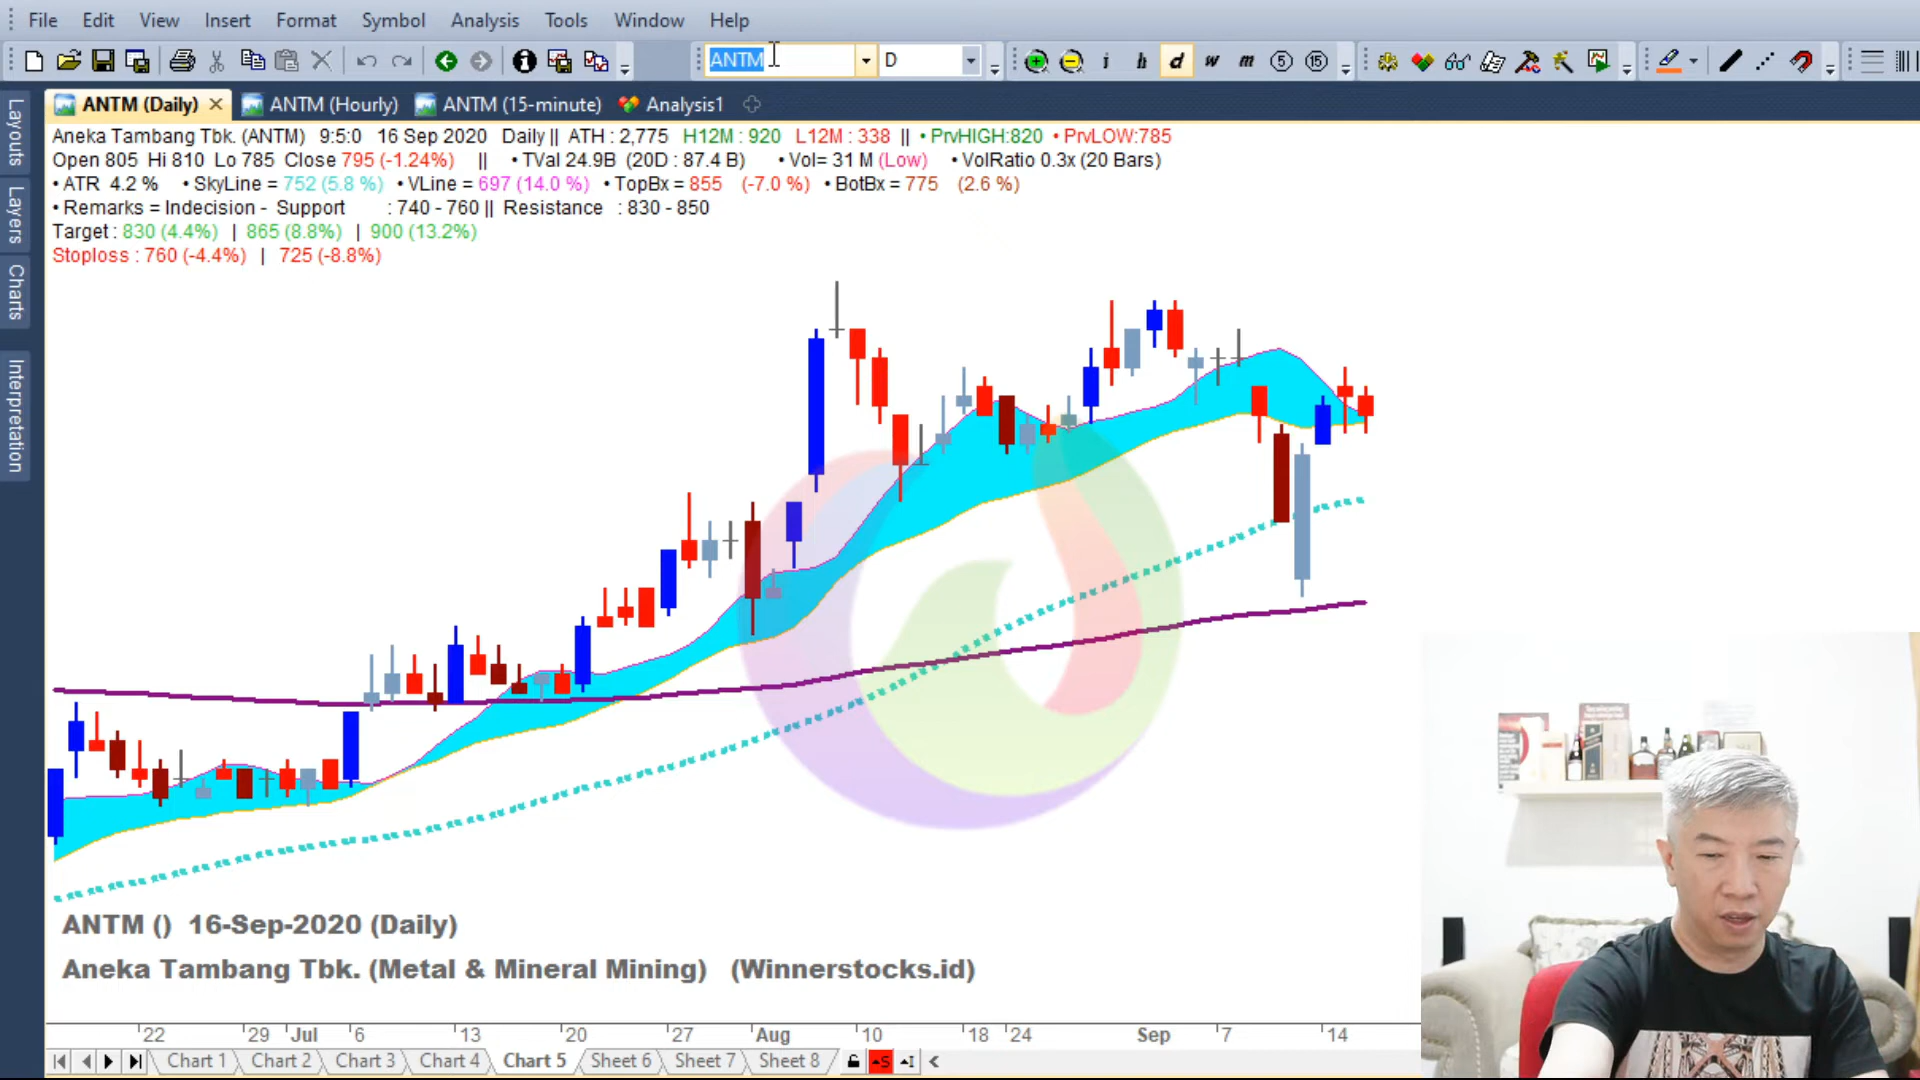 File Edit View Insert Format Symbol Analysis Tools Window Help
ANTM D i h d w m 5 15
ANTM (Daily) ANTM (Hourly) ANTM (15-minute) Analysis1
Layouts
Layers
Charts
Interpretation
Aneka Tambang Tbk. (ANTM) 9:5:0 16 Sep 2020 Daily || ATH : 2,775 H12M : 920 L12M : 338 || • PrvHIGH:820 • PrvLOW:785
Open 805 Hi 810 Lo 785 Close 795 (-1.24%) || • TVal 24.9B (20D : 87.4 B) • Vol= 31 M (Low) • VolRatio 0.3x (20 Bars)
• ATR 4.2 % • SkyLine = 752 (5.8 %) • VLine = 697 (14.0 %) • TopBx = 855 (-7.0 %) • BotBx = 775 (2.6 %)
• Remarks = Indecision - Support : 740 - 760 || Resistance : 830 - 850
Target : 830 (4.4%) | 865 (8.8%) | 900 (13.2%)
Stoploss : 760 (-4.4%) | 725 (-8.8%)
ANTM () 16-Sep-2020 (Daily)
Aneka Tambang Tbk. (Metal & Mineral Mining) (Winnerstocks.id)
22 29 Jul 6 13 20 27 Aug 10 18 24 Sep 7 14
Chart 1 Chart 2 Chart 3 Chart 4 Chart 5 Sheet 6 Sheet 7 Sheet 8